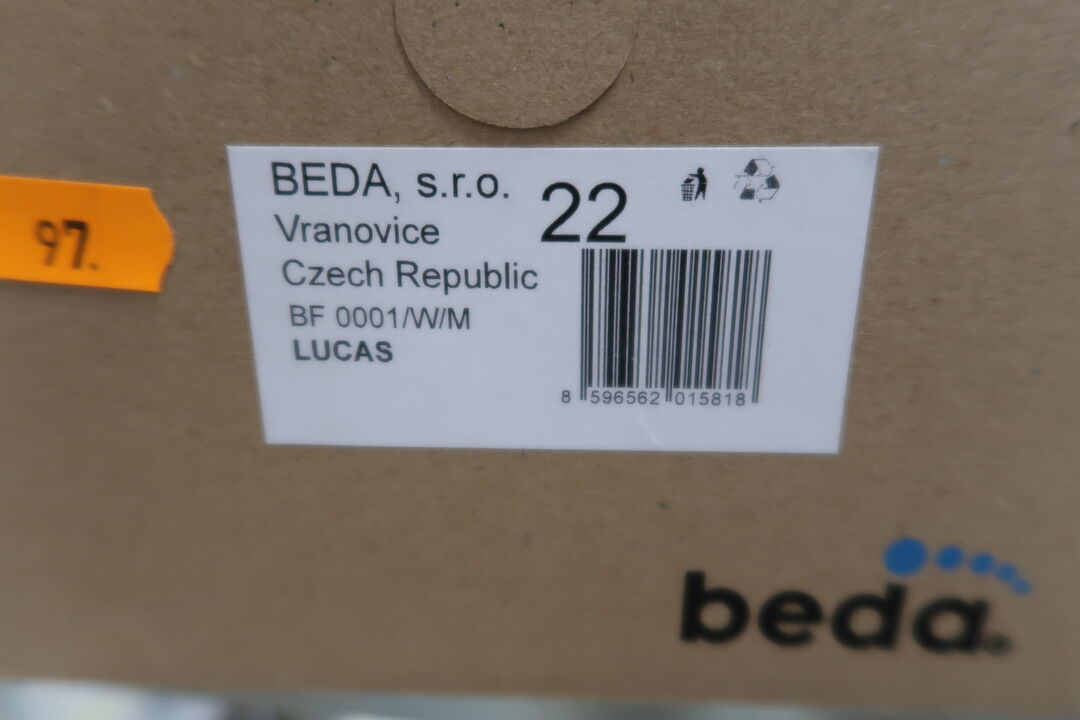 97.
BEDA, s.r.o.
22
Vranovice
Czech Republic
BF 0001/W/M
LUCAS
8 596562 015818
beda®